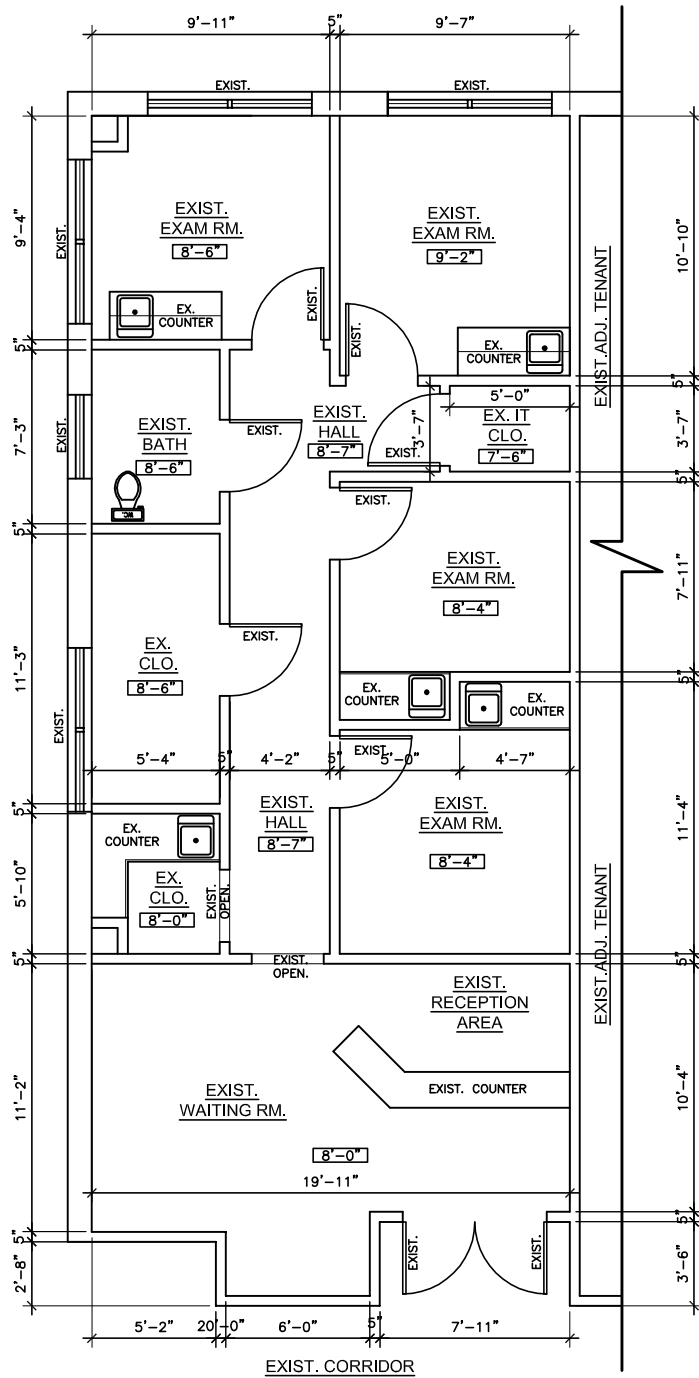 9'-11"
5"
9'-7"
EXIST.
EXIST.
9'-4"
EXIST.
EXIST.
EXAM RM.
8'-6"
EXIST.
EXAM RM.
9'-2"
EXIST. ADJ. TENANT
10'-10"
EX.
COUNTER
EXIST.
EXIST.
EX.
COUNTER
5"
5"
7'-3"
EXIST.
EXIST.
BATH
8'-6"
WC.
EXIST.
EXIST.
HALL
8'-7"
3'-7"
EXIST.
5'-0"
EX. IT
CLO.
7'-6"
3'-7"
5"
5"
EXIST.
EXIST.
EXAM RM.
8'-4"
7'-11"
11'-3"
EXIST.
EX.
CLO.
8'-6"
EXIST.
EX.
COUNTER
EX.
COUNTER
5"
5'-4"
5"
4'-2"
5"
EXIST.
5'-0"
4'-7"
5"
EX.
COUNTER
EXIST.
HALL
8'-7"
EXIST.
EXAM RM.
8'-4"
11'-4"
5'-10"
EX.
CLO.
8'-0"
EXIST.
OPEN.
EXIST. ADJ. TENANT
5"
EXIST.
OPEN.
5"
EXIST.
RECEPTION
AREA
11'-2"
EXIST.
WAITING RM.
EXIST. COUNTER
10'-4"
8'-0"
19'-11"
5"
2'-8"
EXIST.
EXIST.
5"
3'-6"
5'-2"
20'-0"
6'-0"
5"
7'-11"
EXIST. CORRIDOR